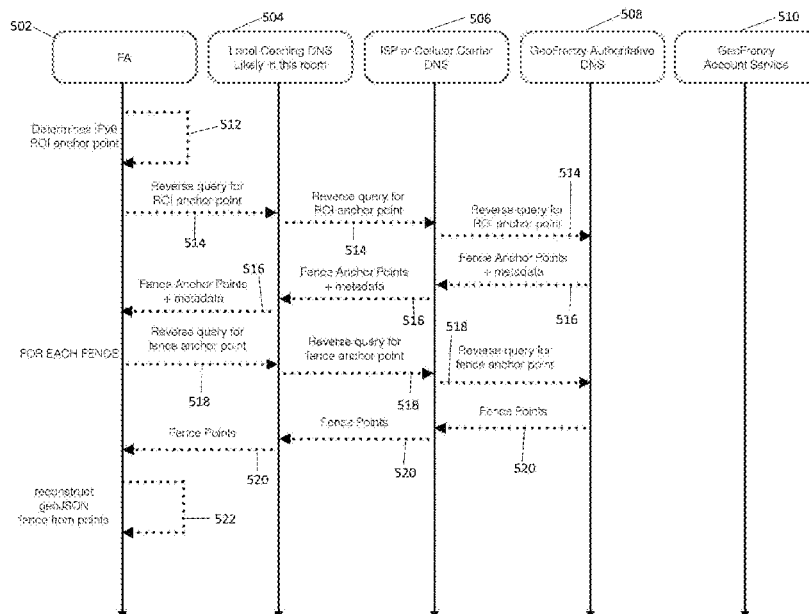 502
504
506
508
510
FA
Local Caching DNS
Likely in this room
ISP or Cellular Carrier
DNS
GeoFrenzy Authoritative
DNS
GeoFrenzy
Account Service
Determines IPv6
ROI anchor point
512
Reverse query for
ROI anchor point
514
Reverse query for
ROI anchor point
514
514
Reverse query for
ROI anchor point
516
Fence Anchor Points
+ metadata
Fence Anchor Points
+ metadata
516
Fence Anchor Points
+ metadata
516
FOR EACH FENCE
Reverse query for
fence anchor point
518
Reverse query for
fence anchor point
518
518
Reverse query for
fence anchor point
Fence Points
520
Fence Points
520
Fence Points
520
reconstruct
geoJSON
fence from points
522